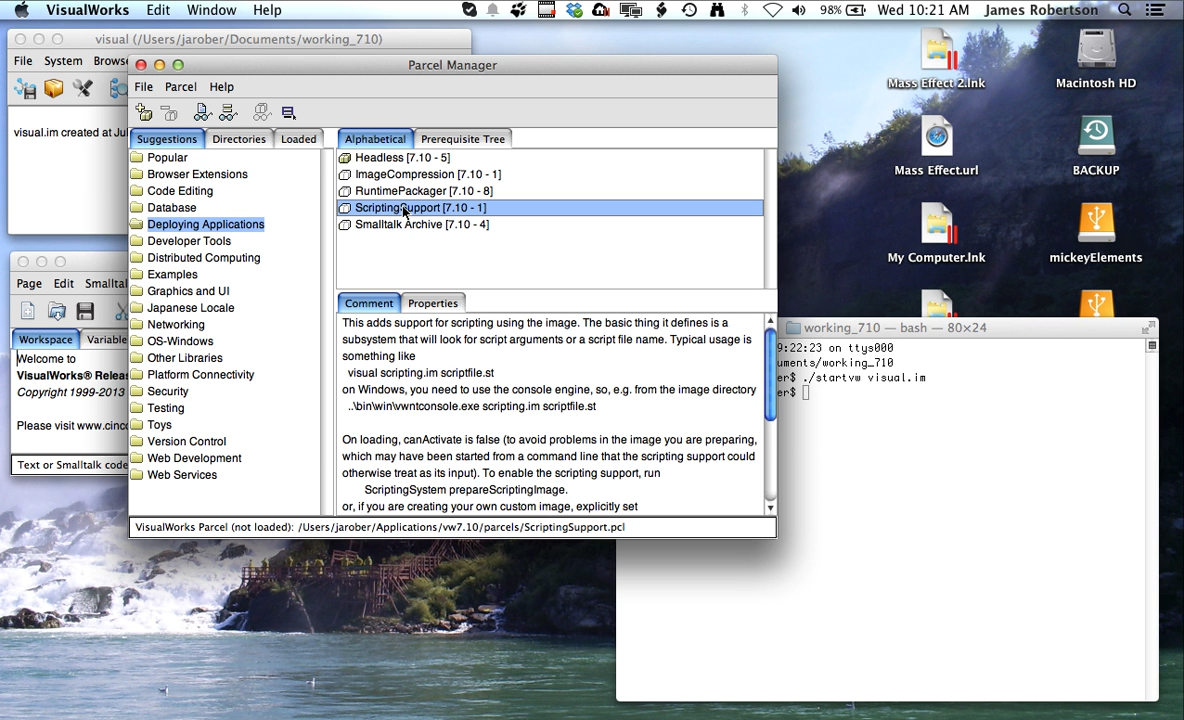 VisualWorks Edit Window Help
98% Wed 10:21 AM James Robertson
visual (/Users/jarober/Documents/working_710)
File System Brows
visual.im created at Ju
Page Edit Smallta
Workspace Variable
Welcome to
VisualWorks® Releas
Copyright 1999-2013
Please visit www.cinco
Text or Smalltalk code
Parcel Manager
File Parcel Help
Suggestions Directories Loaded
Popular
Browser Extensions
Code Editing
Database
Deploying Applications
Developer Tools
Distributed Computing
Examples
Graphics and UI
Japanese Locale
Networking
OS-Windows
Other Libraries
Platform Connectivity
Security
Testing
Toys
Version Control
Web Development
Web Services
Alphabetical Prerequisite Tree
Headless [7.10 - 5]
ImageCompression [7.10 - 1]
RuntimePackager [7.10 - 8]
ScriptingSupport [7.10 - 1]
Smalltalk Archive [7.10 - 4]
Comment Properties
This adds support for scripting using the image. The basic thing it defines is a
subsystem that will look for script arguments or a script file name. Typical usage is
something like
visual scripting.im scriptfile.st
on Windows, you need to use the console engine, so, e.g. from the image directory
..\bin\win\vwntconsole.exe scripting.im scriptfile.st
On loading, canActivate is false (to avoid problems in the image you are preparing,
which may have been started from a command line that the scripting support could
otherwise treat as its input). To enable the scripting support, run
ScriptingSystem prepareScriptingImage.
or, if you are creating your own custom image, explicitly set
VisualWorks Parcel (not loaded): /Users/jarober/Applications/vw7.10/parcels/ScriptingSupport.pcl
Mass Effect 2.lnk
Macintosh HD
Mass Effect.url
BACKUP
My Computer.lnk
mickeyElements
working_710 — bash — 80×24
9:22:23 on ttys000
uments/working_710
er$ ./startvw visual.im
er$